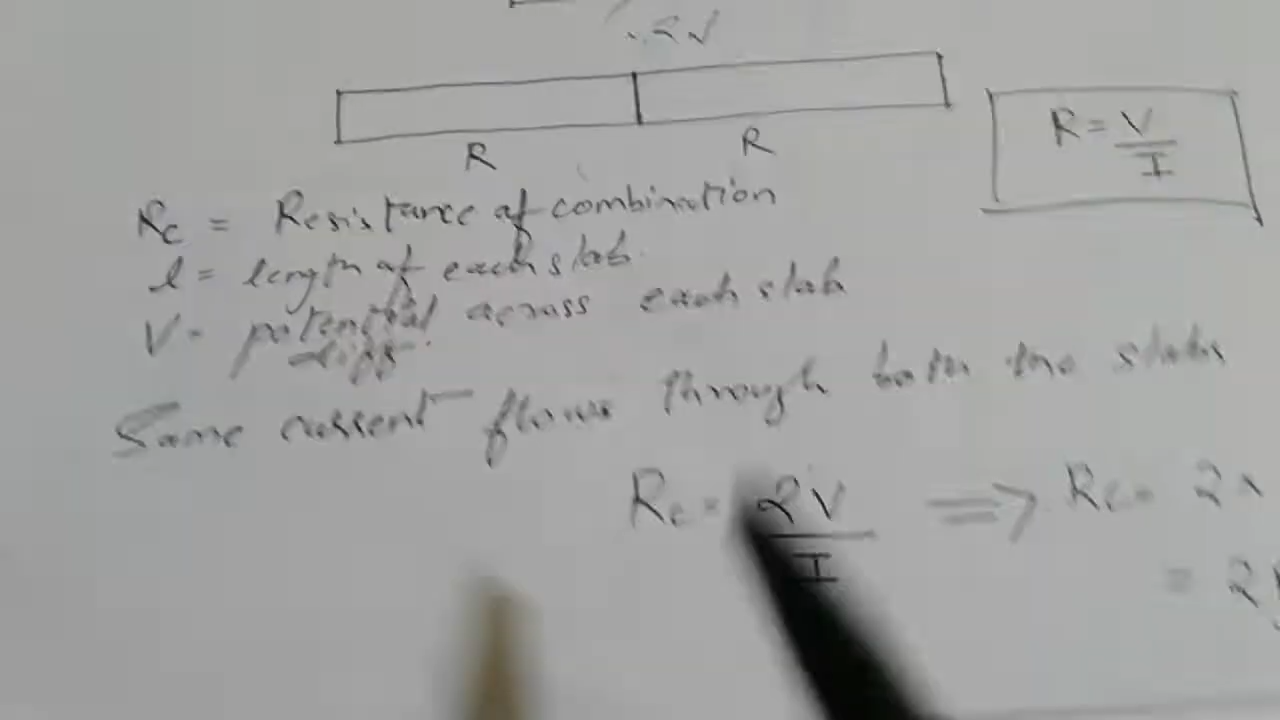 2V
R R
R = V/I
Rc = Resistance of combination
l = length of each slab.
V = potential across each slab
diff.
Same current flows through both the slabs
Rc = 2V/I ⇒ Rc = 2x
= 2